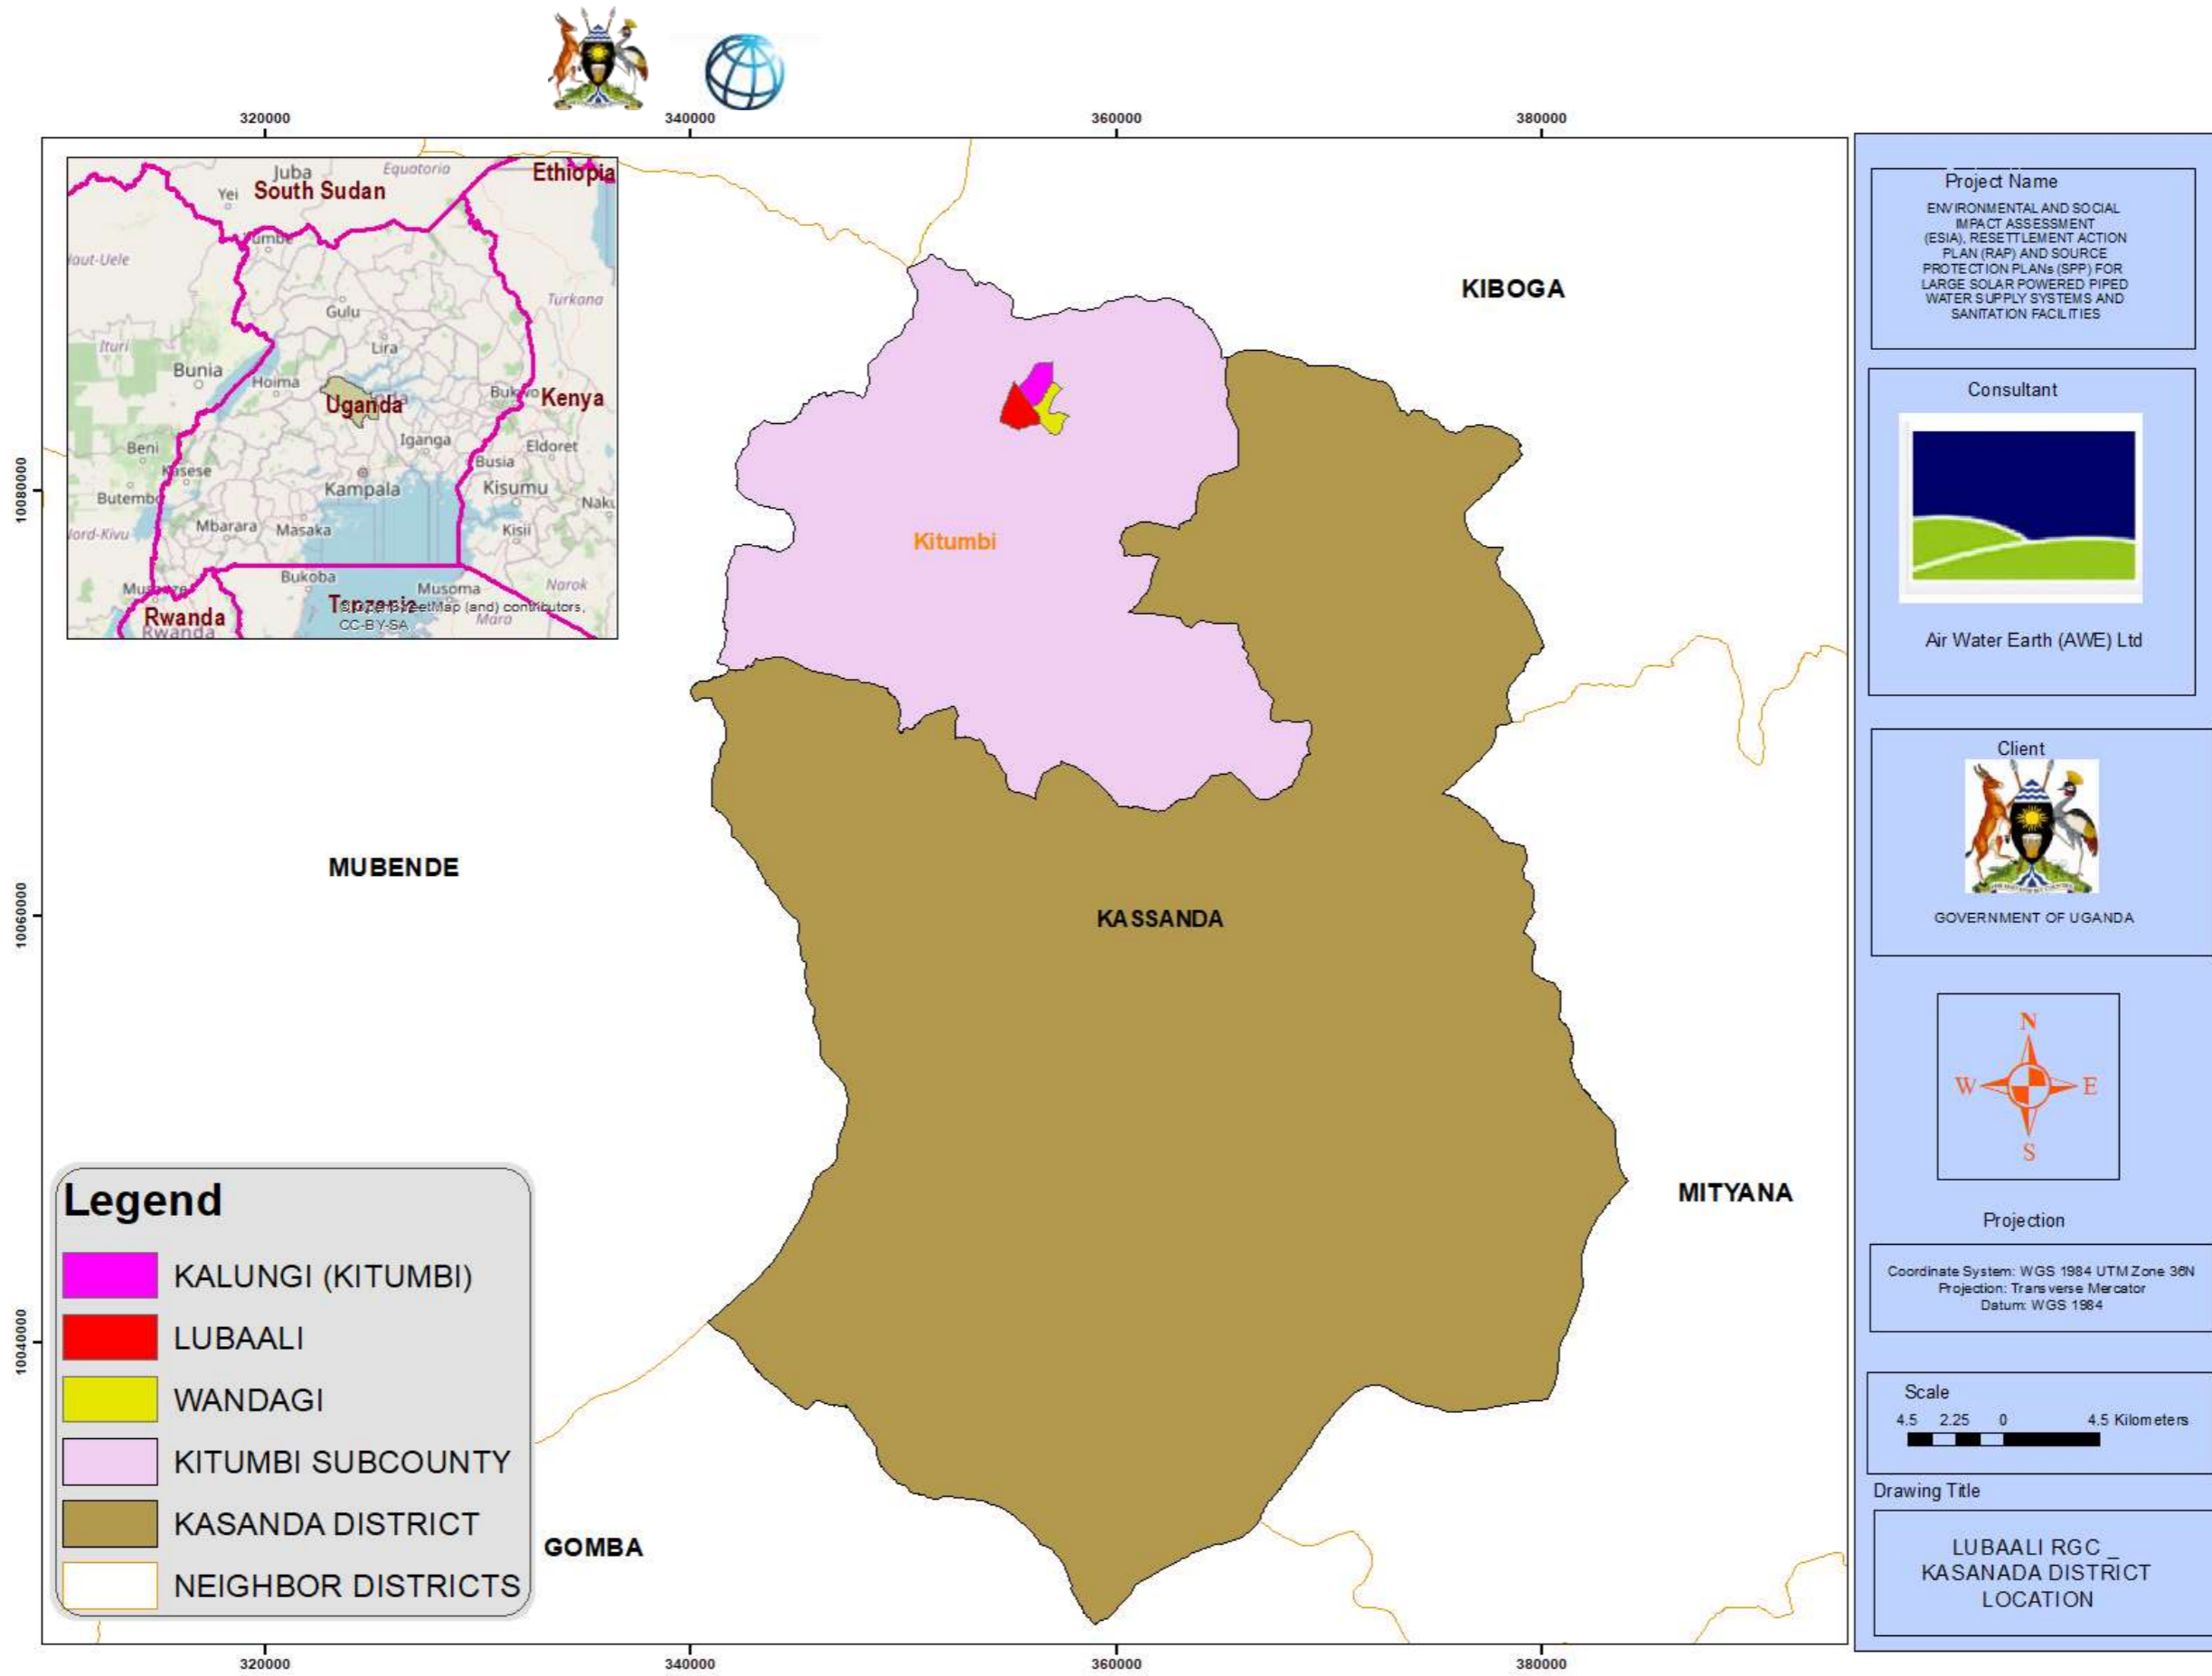 320000
340000
360000
380000
10080000
10060000
10040000
320000
340000
360000
380000
Juba
Equatoria
Ethiopia
Yei
South Sudan
Turkana
Gulu
Ituri
Lira
Bunia
Hoima
Uganda
Kenya
Iganga
Eldoret
Beni
Busia
Kasese
Kampala
Kisumu
Butembo
Mbarara
Masaka
Kisii
Bukoba
Musoma
Narok
Rwanda
Rwanda
Mara
CC-BY-SA
KIBOGA
Kitumbi
MUBENDE
KASSANDA
MITYANA
GOMBA
Legend
KALUNGI (KITUMBI)
LUBAALI
WANDAGI
KITUMBI SUBCOUNTY
KASANDA DISTRICT
NEIGHBOR DISTRICTS
Project Name
ENVIRONMENTAL AND SOCIAL
IMPACT ASSESSMENT
(ESIA), RESETTLEMENT ACTION
PLAN (RAP) AND SOURCE
PROTECTION PLANs (SPP) FOR
LARGE SOLAR POWERED PIPED
WATER SUPPLY SYSTEMS AND
SANITATION FACILITIES
Consultant
Air Water Earth (AWE) Ltd
Client
GOVERNMENT OF UGANDA
N
W E
S
Projection
Coordinate System: WGS 1984 UTM Zone 36N
Projection: Transverse Mercator
Datum: WGS 1984
Scale
4.5 2.25 0 4.5 Kilometers
Drawing Title
LUBAALI RGC _
KASANADA DISTRICT
LOCATION